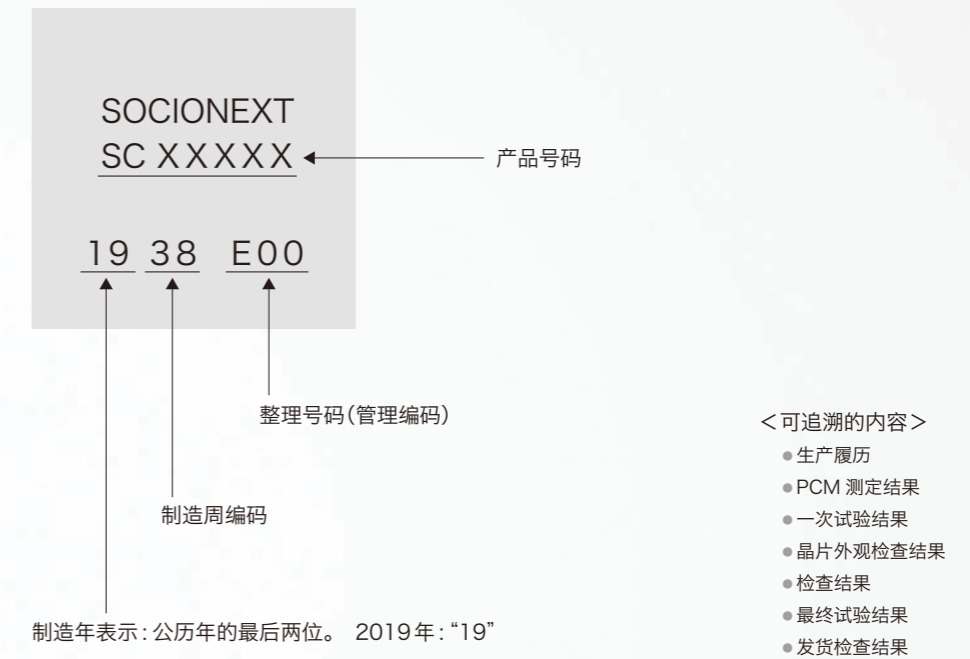 SOCIONEXT
SC XXXXX
产品号码
19 38 E00
整理号码(管理编码)
制造周编码
制造年表示:公历年的最后两位。 2019年:“19”
<可追溯的内容>
●生产履历
●PCM 测定结果
●一次试验结果
●晶片外观检查结果
●检查结果
●最终试验结果
●发货检查结果